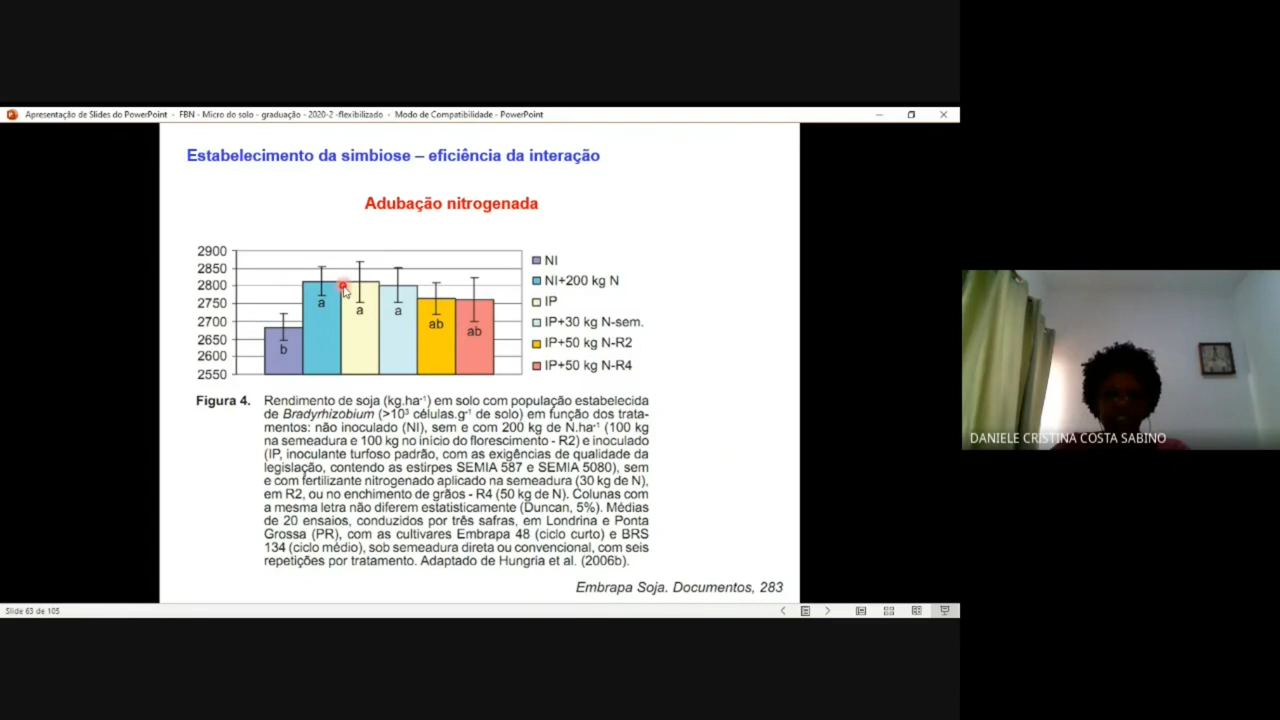 Apresentação de Slides do PowerPoint - FBN - Micro do solo - graduação - 2020-2 -flexibilizado - Modo de Compatibilidade - PowerPoint
Estabelecimento da simbiose – eficiência da interação
Adubação nitrogenada
2900
2850
2800
2750
2700
2650
2600
2550
b
a
a
a
ab
ab
NI
NI+200 kg N
IP
IP+30 kg N-sem.
IP+50 kg N-R2
IP+50 kg N-R4
Figura 4. Rendimento de soja (kg.ha⁻¹) em solo com população estabelecida
de Bradyrhizobium (>10³ células.g⁻¹ de solo) em função dos trata-
mentos: não inoculado (NI), sem e com 200 kg de N.ha⁻¹ (100 kg
na semeadura e 100 kg no início do florescimento - R2) e inoculado
(IP, inoculante turfoso padrão, com as exigências de qualidade da
legislação, contendo as estirpes SEMIA 587 e SEMIA 5080), sem
e com fertilizante nitrogenado aplicado na semeadura (30 kg de N),
em R2, ou no enchimento de grãos - R4 (50 kg de N). Colunas com
a mesma letra não diferem estatisticamente (Duncan, 5%). Médias
de 20 ensaios, conduzidos por três safras, em Londrina e Ponta
Grossa (PR), com as cultivares Embrapa 48 (ciclo curto) e BRS
134 (ciclo médio), sob semeadura direta ou convencional, com seis
repetições por tratamento. Adaptado de Hungria et al. (2006b).
Embrapa Soja. Documentos, 283
Slide 63 de 105
DANIELE CRISTINA COSTA SABINO